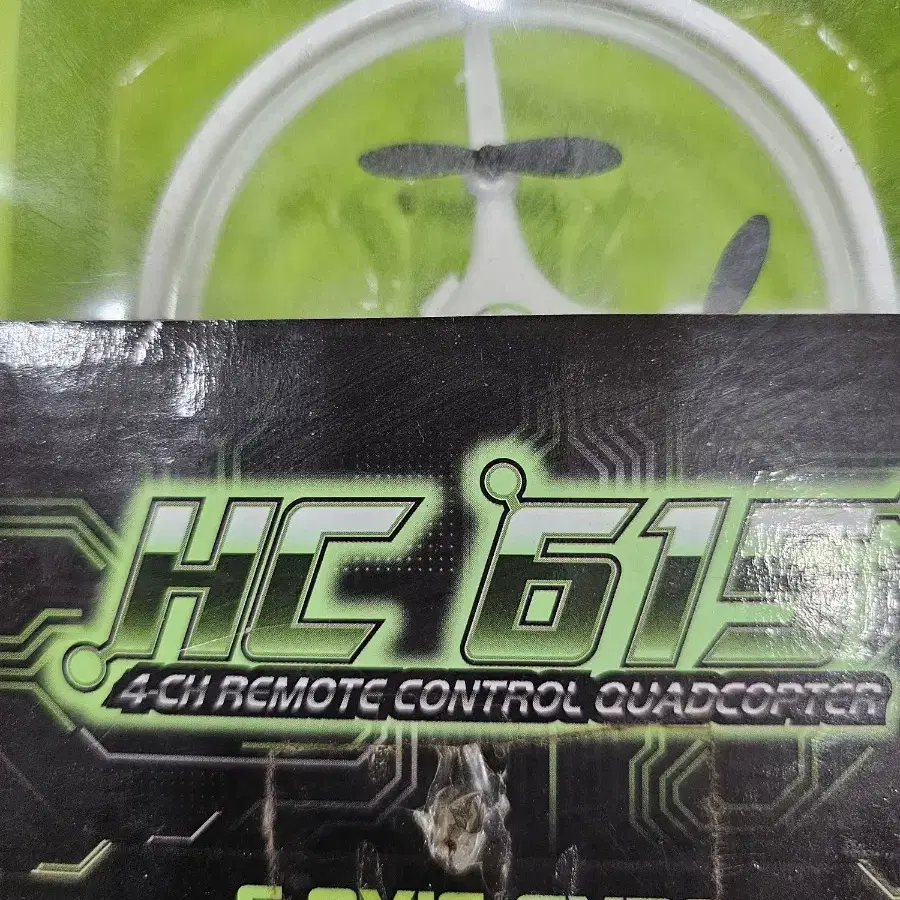 HC 615
4-CH REMOTE CONTROL QUADCOPTER